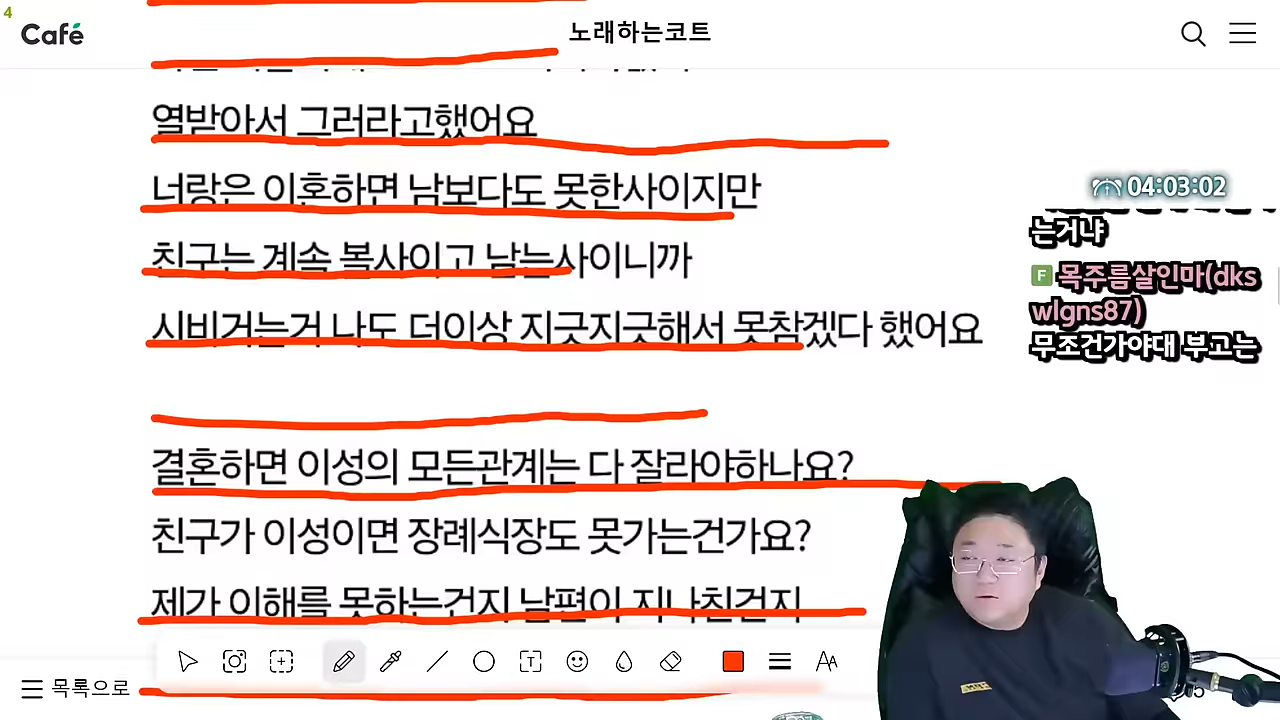 4
Café
노래하는코트
열받아서 그러라고했어요
너랑은 이혼하면 남보다도 못한사이지만
친구는 계속 복사이고 남는사이니까
시비거는거 나도 더이상 지긋지긋해서 못참겠다 했어요
결혼하면 이성의 모든관계는 다 잘라야하나요?
친구가 이성이면 장례식장도 못가는건가요?
제가 이해를 못하는건지 남편이 지나친건지
목록으로
04:03:02
는거냐
F 목주름살인마(dks
wlgns87)
무조건가야대 부고는